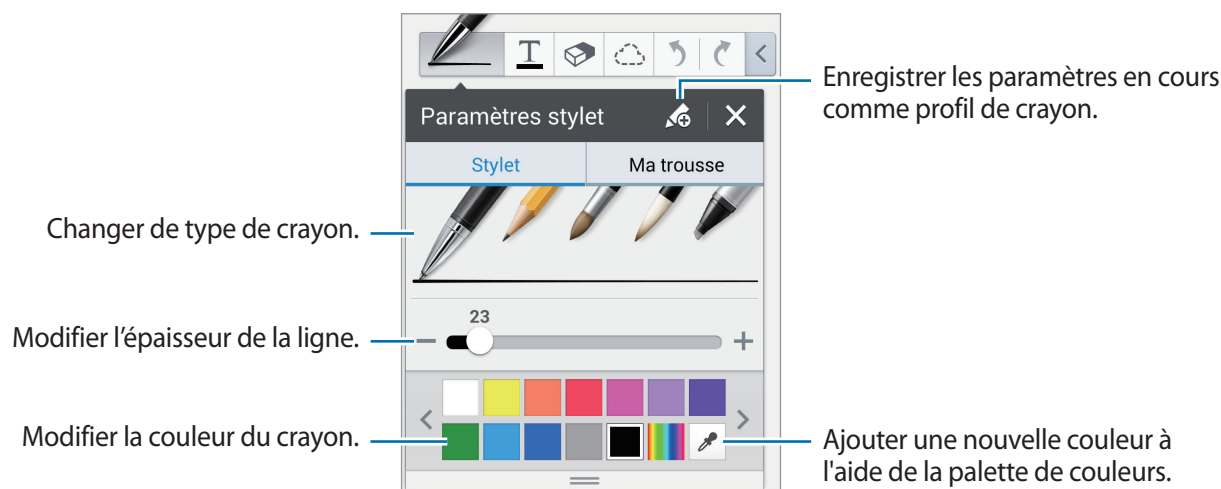 T
Enregistrer les paramètres en cours
comme profil de crayon.
Paramètres stylet
Stylet
Ma trousse
Changer de type de crayon.
23
Modifier l’épaisseur de la ligne.
Modifier la couleur du crayon.
Ajouter une nouvelle couleur à
l'aide de la palette de couleurs.